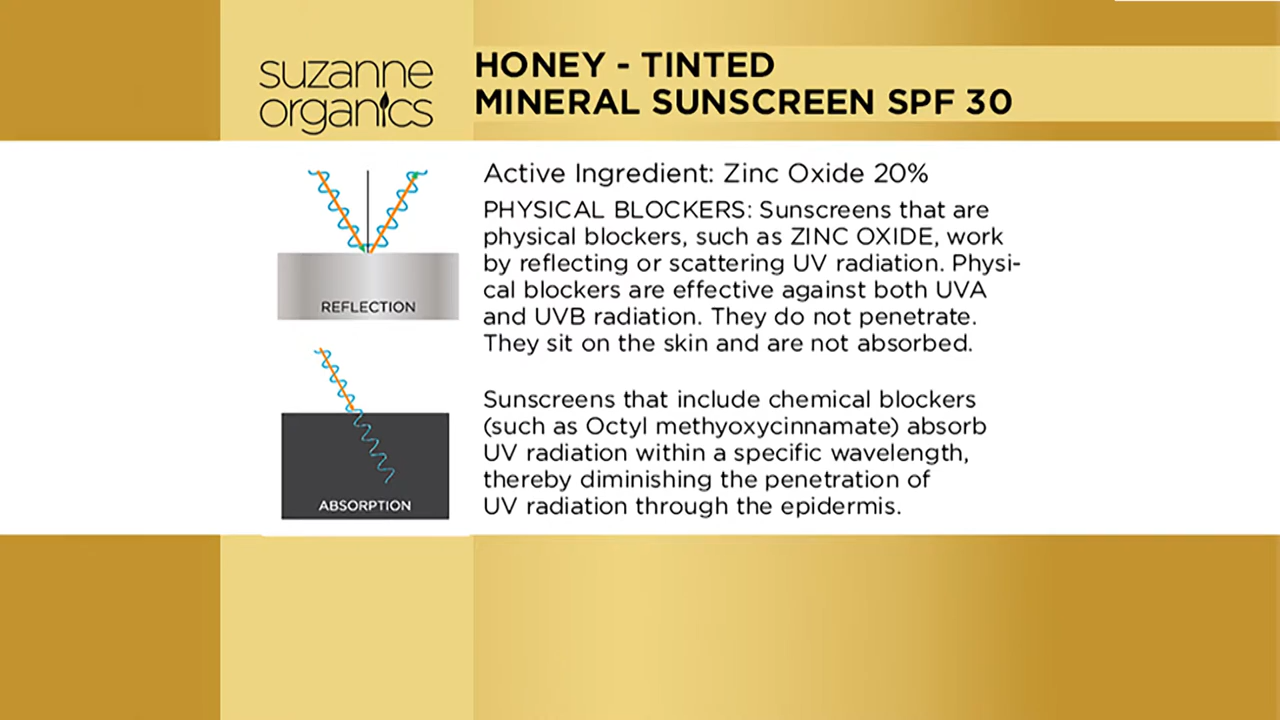 suzanne
organics
HONEY - TINTED
MINERAL SUNSCREEN SPF 30
REFLECTION
Active Ingredient: Zinc Oxide 20%
PHYSICAL BLOCKERS: Sunscreens that are
physical blockers, such as ZINC OXIDE, work
by reflecting or scattering UV radiation. Physi-
cal blockers are effective against both UVA
and UVB radiation. They do not penetrate.
They sit on the skin and are not absorbed.
ABSORPTION
Sunscreens that include chemical blockers
(such as Octyl methyoxycinnamate) absorb
UV radiation within a specific wavelength,
thereby diminishing the penetration of
UV radiation through the epidermis.